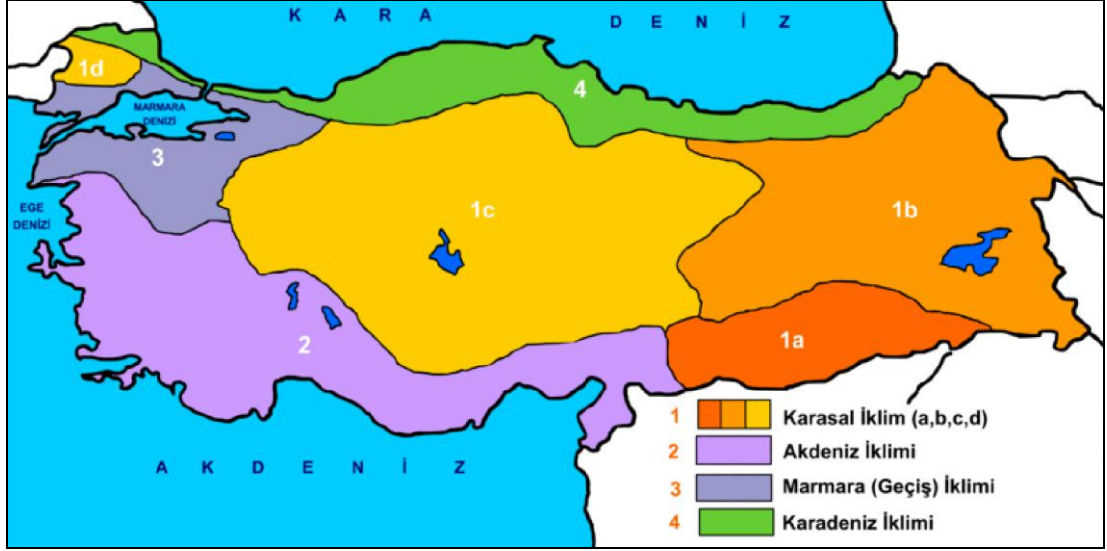 K A R A D E N İ Z
1d
4
MARMARA
DENİZİ
3
EGE
DENİZİ
1c
1b
2
1a
1 Karasal İklim (a,b,c,d)
2 Akdeniz İklimi
3 Marmara (Geçiş) İklimi
4 Karadeniz İklimi
A K D E N İ Z